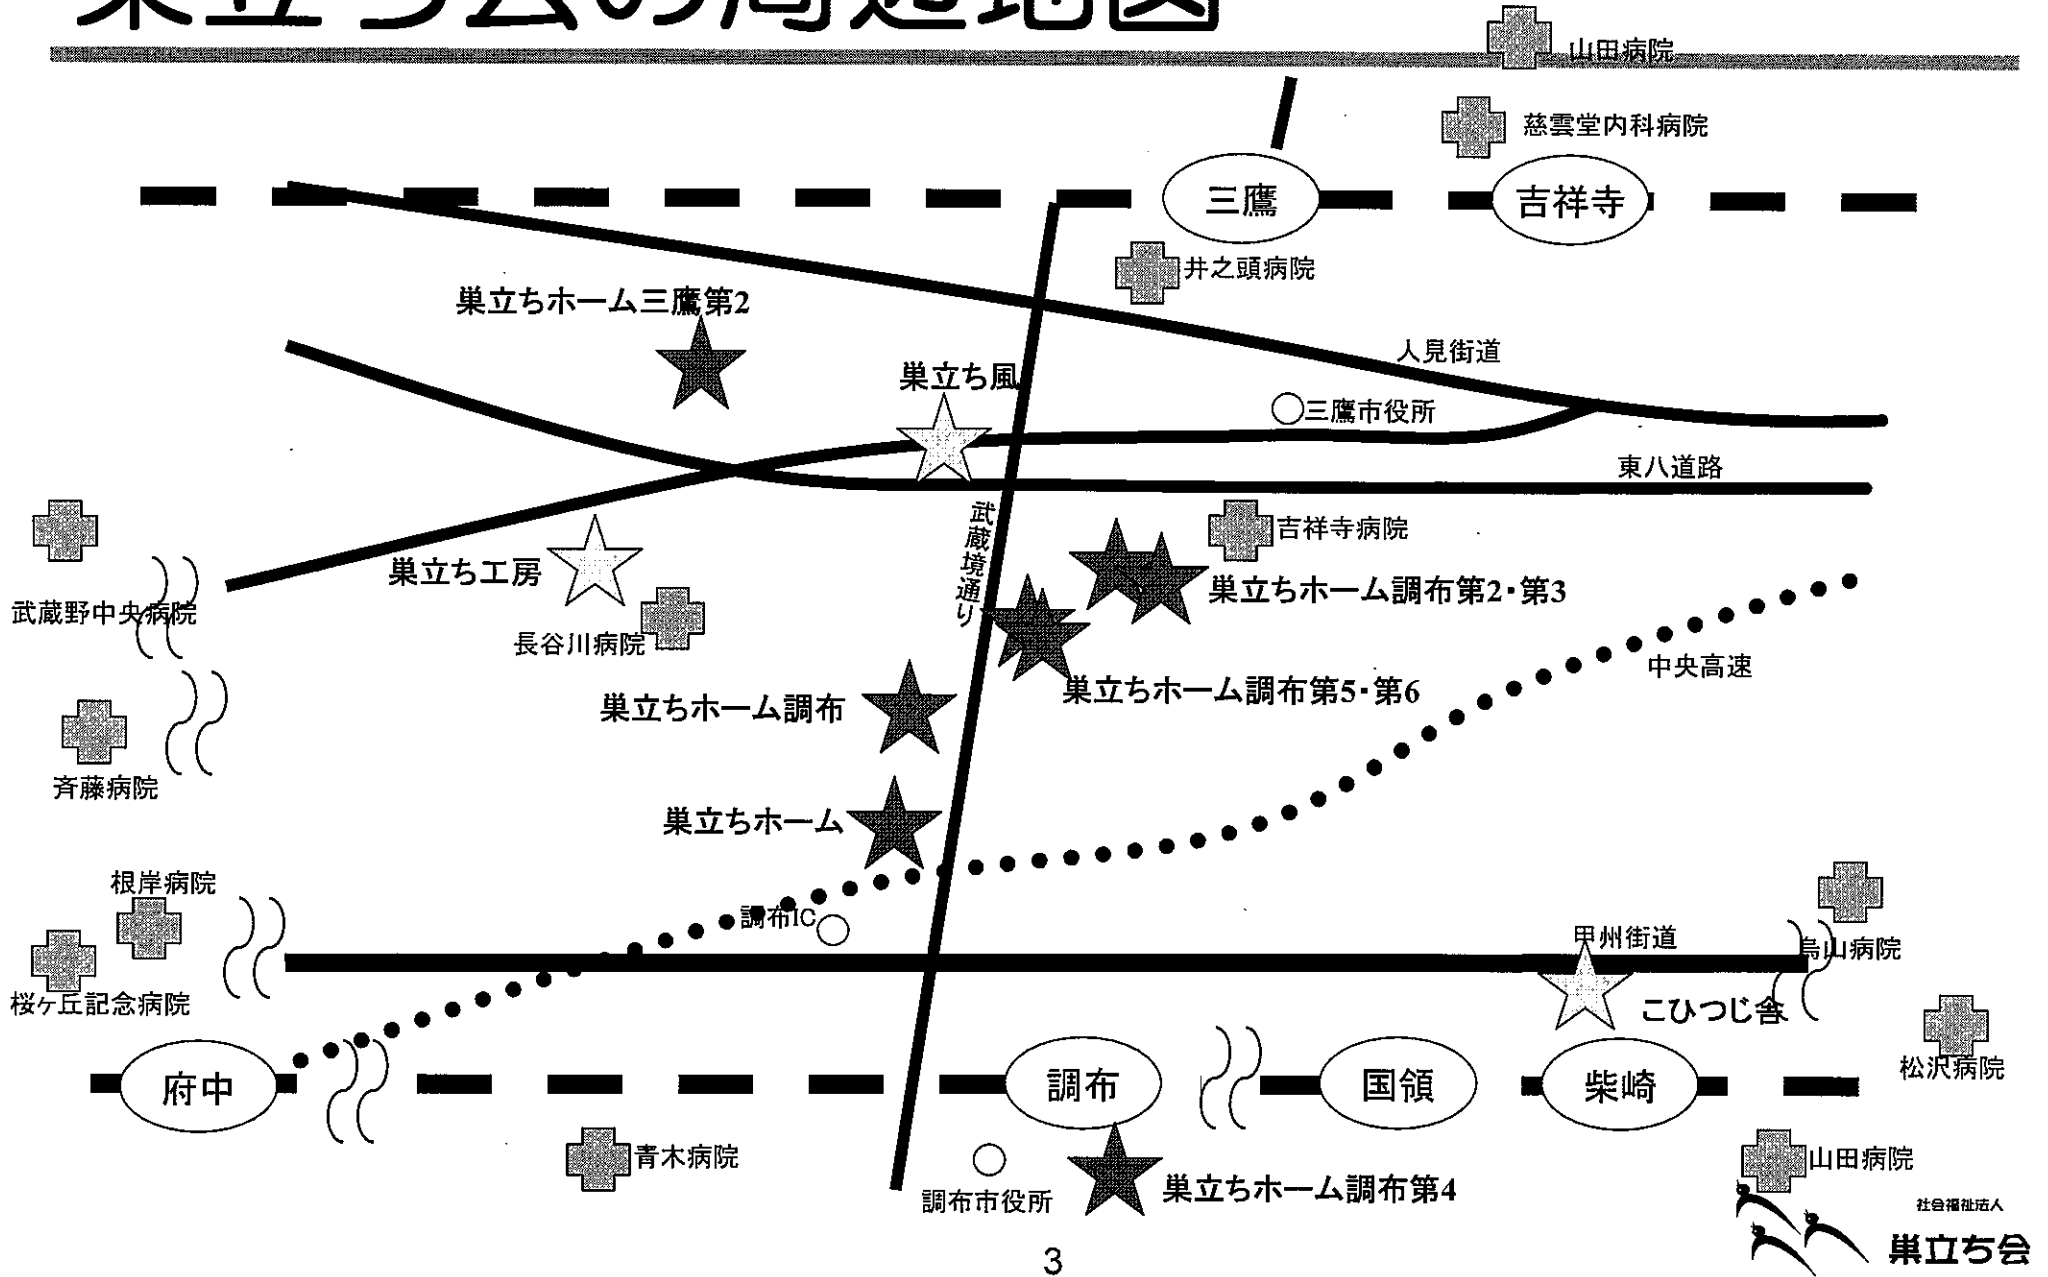 巣立ち会の周辺地図
山田病院
慈雲堂内科病院
三鷹
吉祥寺
井之頭病院
巣立ちホーム三鷹第2
人見街道
巣立ち風
三鷹市役所
東八道路
武蔵境通り
吉祥寺病院
巣立ち工房
巣立ちホーム調布第2・第3
武蔵野中央病院
長谷川病院
中央高速
巣立ちホーム調布第5・第6
巣立ちホーム調布
斉藤病院
巣立ちホーム
根岸病院
調布IC
甲州街道
烏山病院
桜ヶ丘記念病院
こひつじ舎
松沢病院
府中
調布
国領
柴崎
青木病院
山田病院
調布市役所
巣立ちホーム調布第4
社会福祉法人
巣立ち会
3